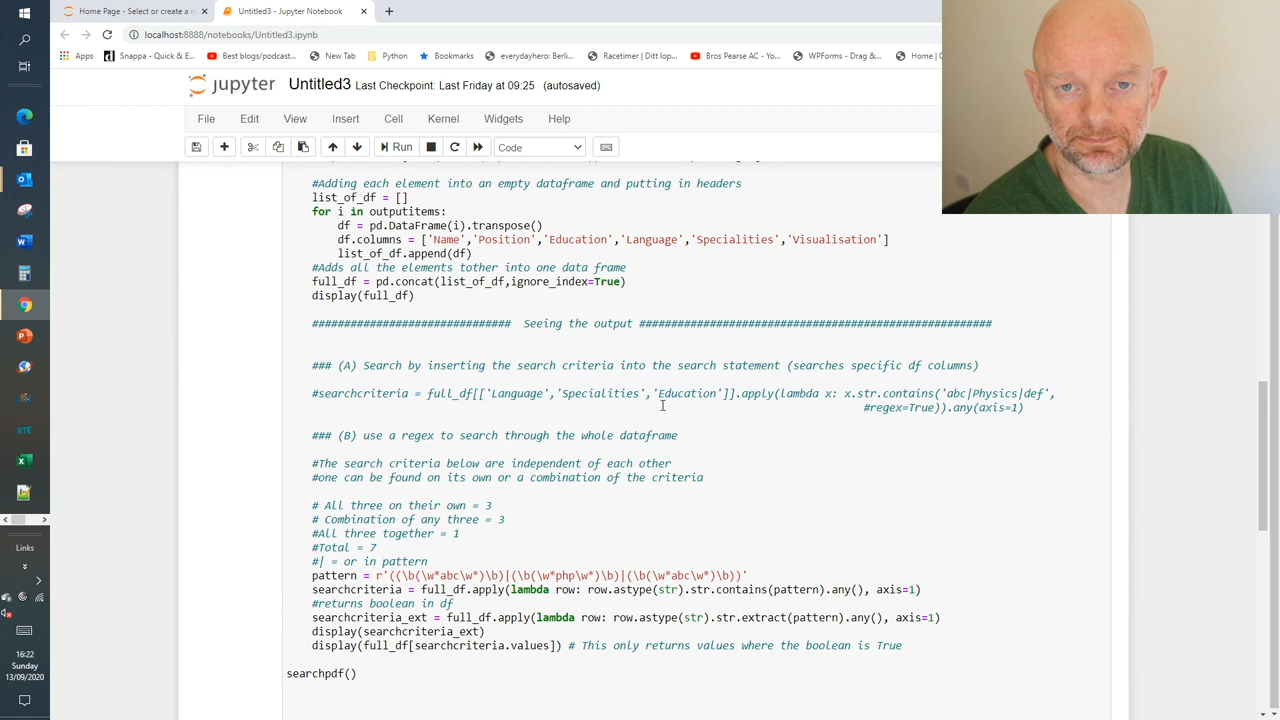 Home Page - Select or create a n
Untitled3 - Jupyter Notebook
localhost:8888/notebooks/Untitled3.ipynb
Apps
Snappa - Quick & E...
Best blogs/podcast...
New Tab
Python
Bookmarks
everydayhero: Berli...
Racetimer | Ditt lop...
Bros Pearse AC - Yo...
WPForms - Drag &...
Home (
jupyter
Untitled3 Last Checkpoint: Last Friday at 09:25 (autosaved)
File Edit View Insert Cell Kernel Widgets Help
Run
Code
#Adding each element into an empty dataframe and putting in headers
list_of_df = []
for i in outputitems:
df = pd.DataFrame(i).transpose()
df.columns = ['Name','Position','Education','Language','Specialities','Visualisation']
list_of_df.append(df)
#Adds all the elements tother into one data frame
full_df = pd.concat(list_of_df,ignore_index=True)
display(full_df)
############################### Seeing the output #######################################################
### (A) Search by inserting the search criteria into the search statement (searches specific df columns)
#searchcriteria = full_df[['Language','Specialities','Education']].apply(lambda x: x.str.contains('abc|Physics|def',
#regex=True)).any(axis=1)
### (B) use a regex to search through the whole dataframe
#The search criteria below are independent of each other
#one can be found on its own or a combination of the criteria
# All three on their own = 3
# Combination of any three = 3
#All three together = 1
#Total = 7
#| = or in pattern
pattern = r'((\b(\w*abc\w*)\b)|(\b(\w*php\w*)\b)|(\b(\w*abc\w*)\b))'
searchcriteria = full_df.apply(lambda row: row.astype(str).str.contains(pattern).any(), axis=1)
#returns boolean in df
searchcriteria_ext = full_df.apply(lambda row: row.astype(str).str.extract(pattern).any(), axis=1)
display(searchcriteria_ext)
display(full_df[searchcriteria.values]) # This only returns values where the boolean is True
searchpdf()
Links
16:22
Sunday
13/09/2020